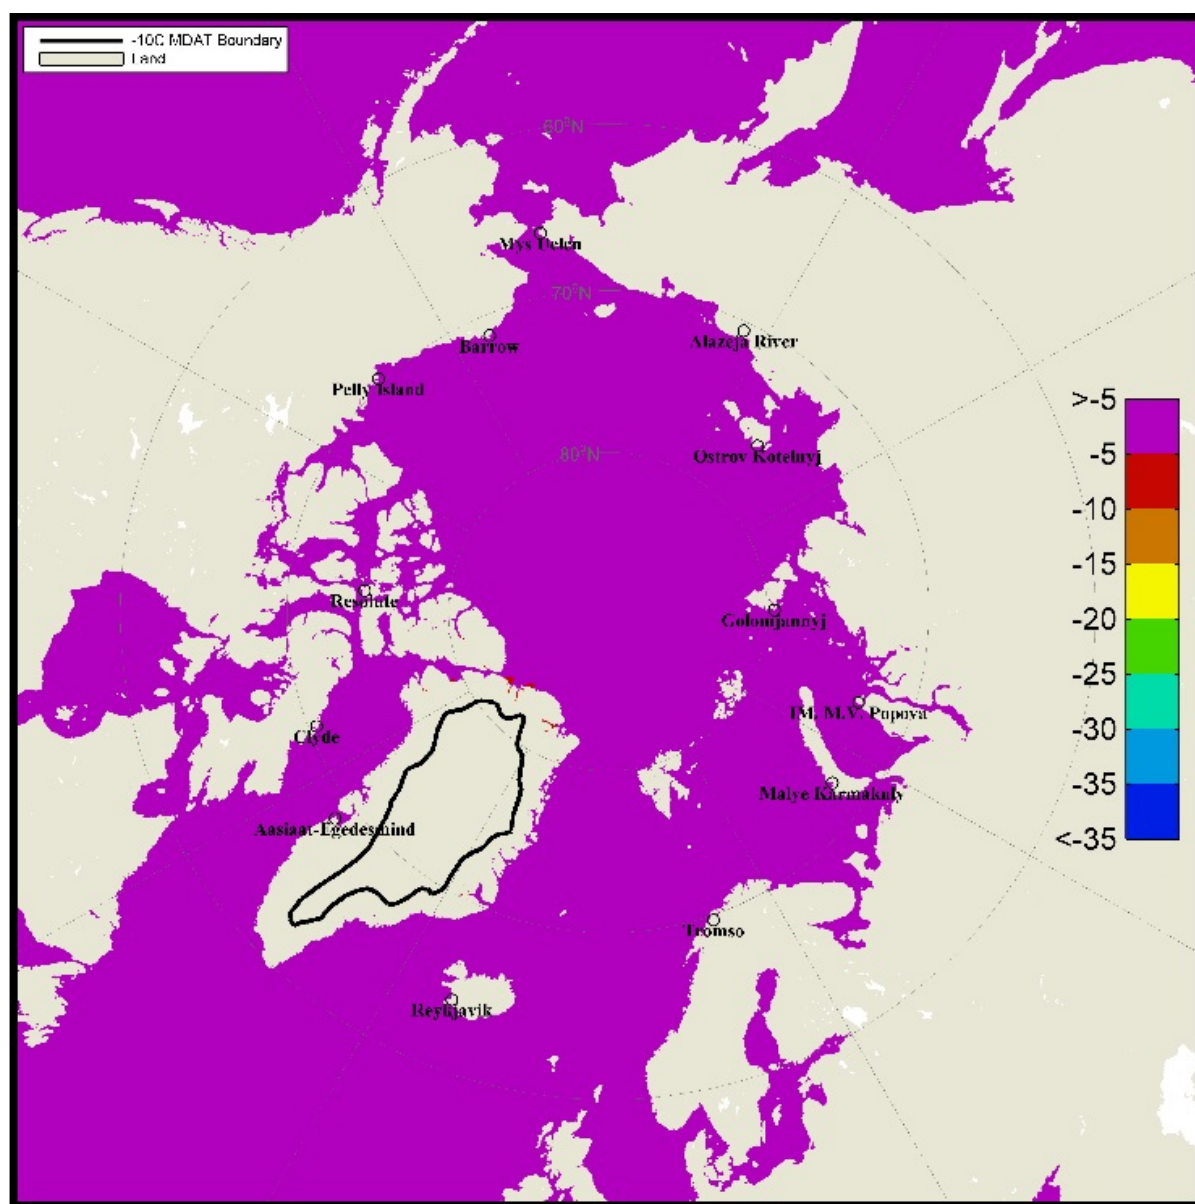 -10C MDAT Boundary
Land
60°N
Mys Uelen
70°N
Barrow
Alazeja River
Pelly Island
>-5
-5
80°N
Ostrov Kotelnyj
-10
-15
Resolute
Golomjannyj
-20
-25
IM. M.V. Popova
Clyde
-30
Malye Karmakuly
-35
Aasiaat-Egedesmind
<-35
Tromso
Reykjavik